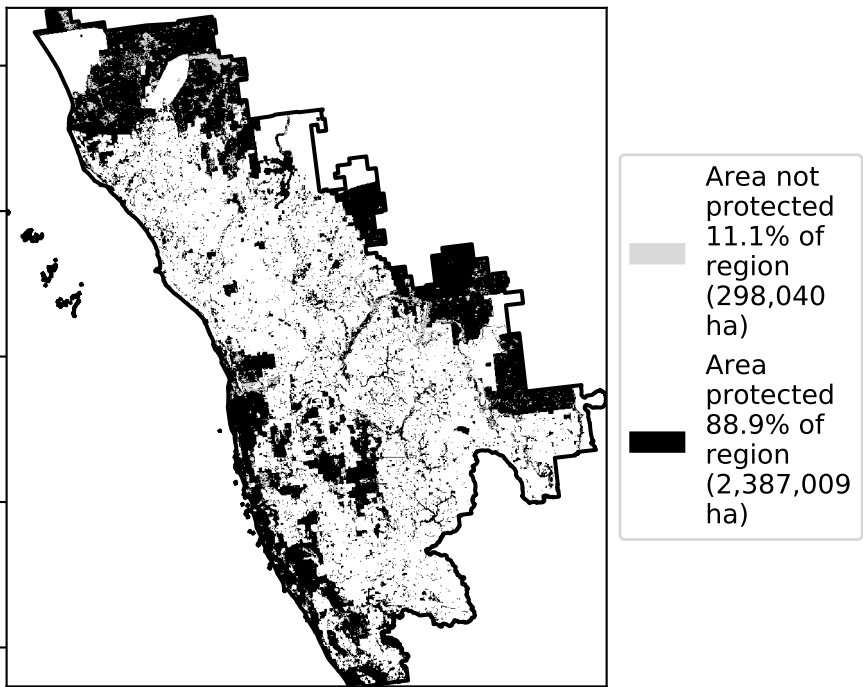 Area not
protected
11.1% of
region
(298,040
ha)
Area
protected
88.9% of
region
(2,387,009
ha)